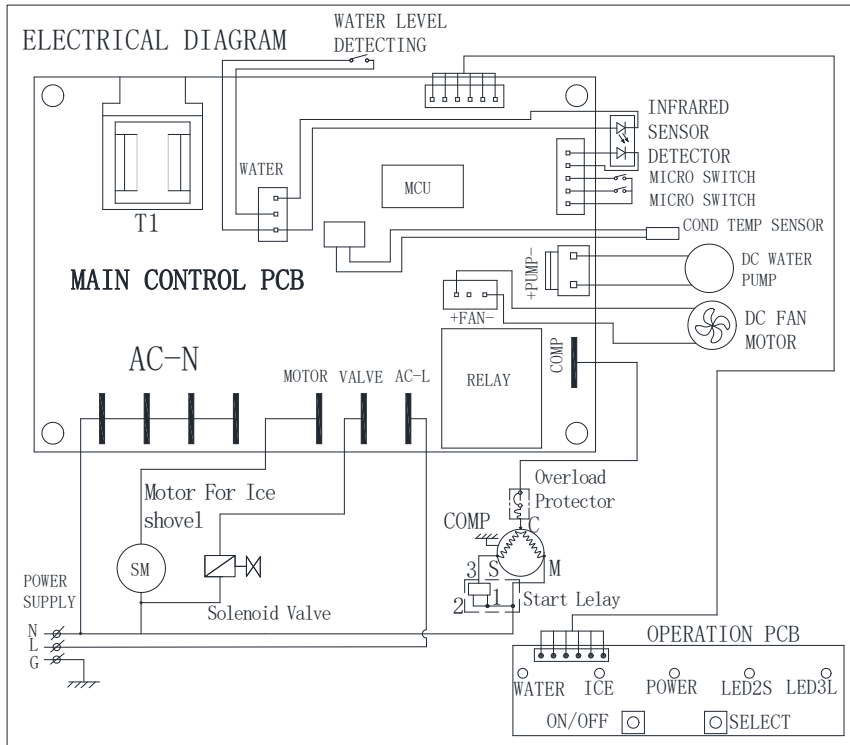 WATER LEVEL
DETECTING
ELECTRICAL DIAGRAM
INFRARED
SENSOR
DETECTOR
MICRO SWITCH
MICRO SWITCH
WATER
MCU
T1
COND TEMP SENSOR
MAIN CONTROL PCB
+PUMP-
DC WATER
PUMP
+FAN-
DC FAN
MOTOR
AC-N
MOTOR
VALVE
AC-L
RELAY
COMP
Motor For Ice
shovel
Overload
Protector
COMP
C
SM
3
S
M
1
2
Start Lelay
Solenoid Valve
POWER
SUPPLY
N
L
G
OPERATION PCB
WATER
ICE
POWER
LED2S
LED3L
ON/OFF
SELECT